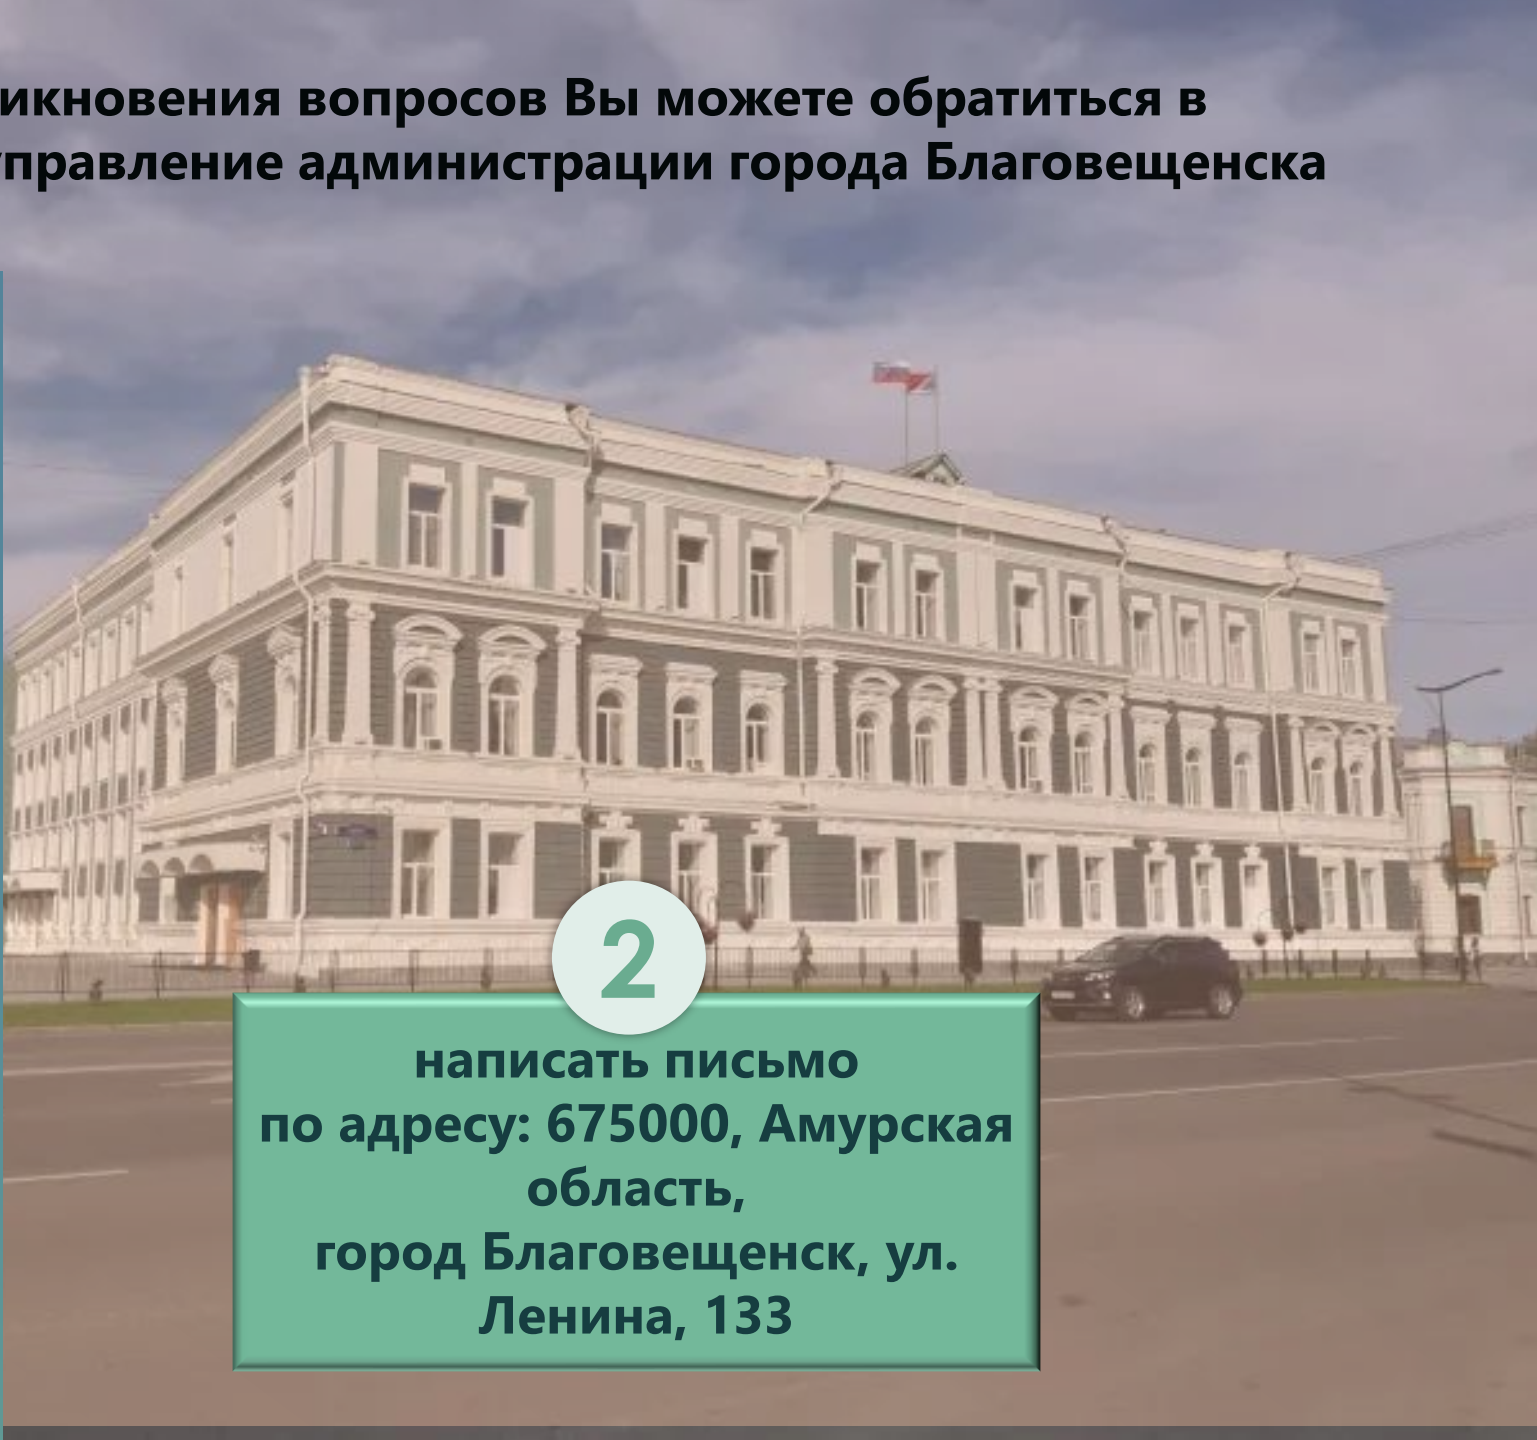 икновения вопросов Вы можете обратиться в
управление администрации города Благовещенска
2
написать письмо
по адресу: 675000, Амурская
область,
город Благовещенск, ул.
Ленина, 133